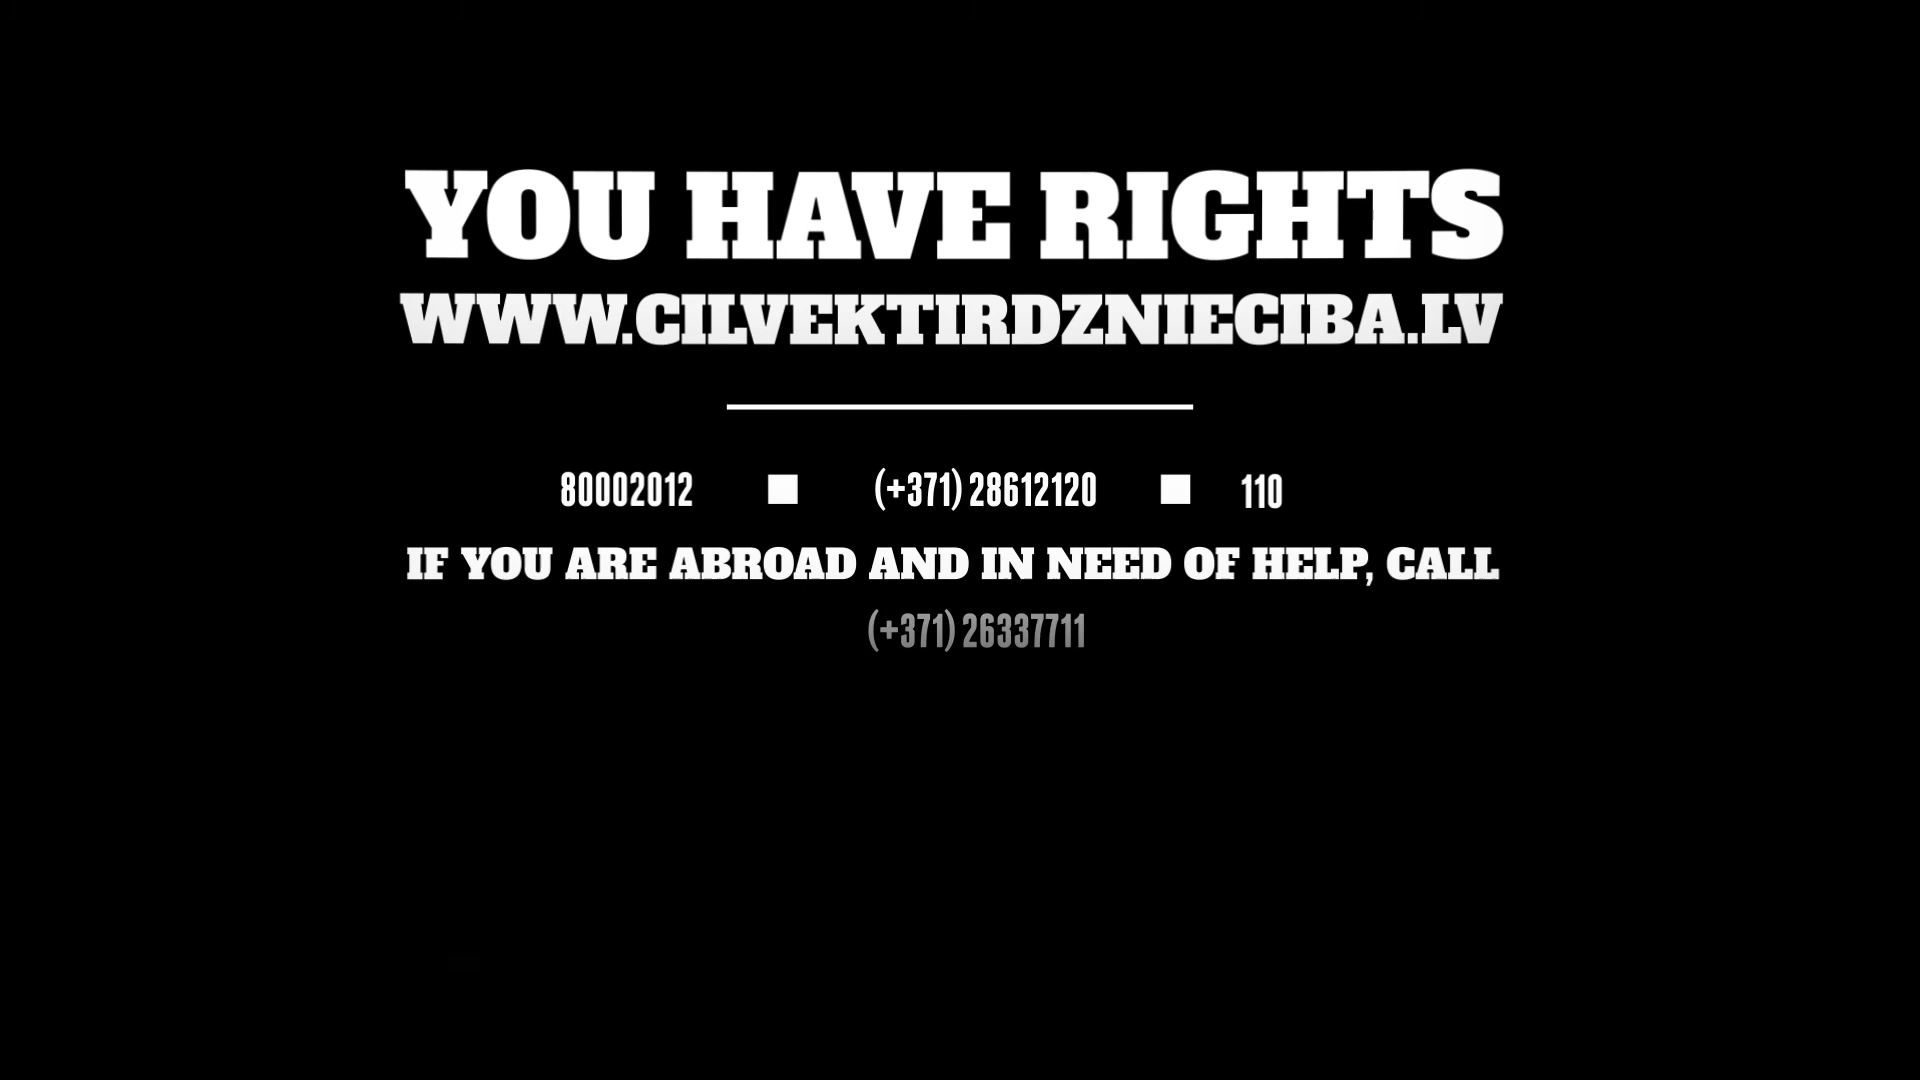 YOU HAVE RIGHTS
WWW.CILVEKTIRDZNIECIBA.LV
80002012 ■ (+371) 28612120 ■ 110
IF YOU ARE ABROAD AND IN NEED OF HELP, CALL
(+371) 26337711